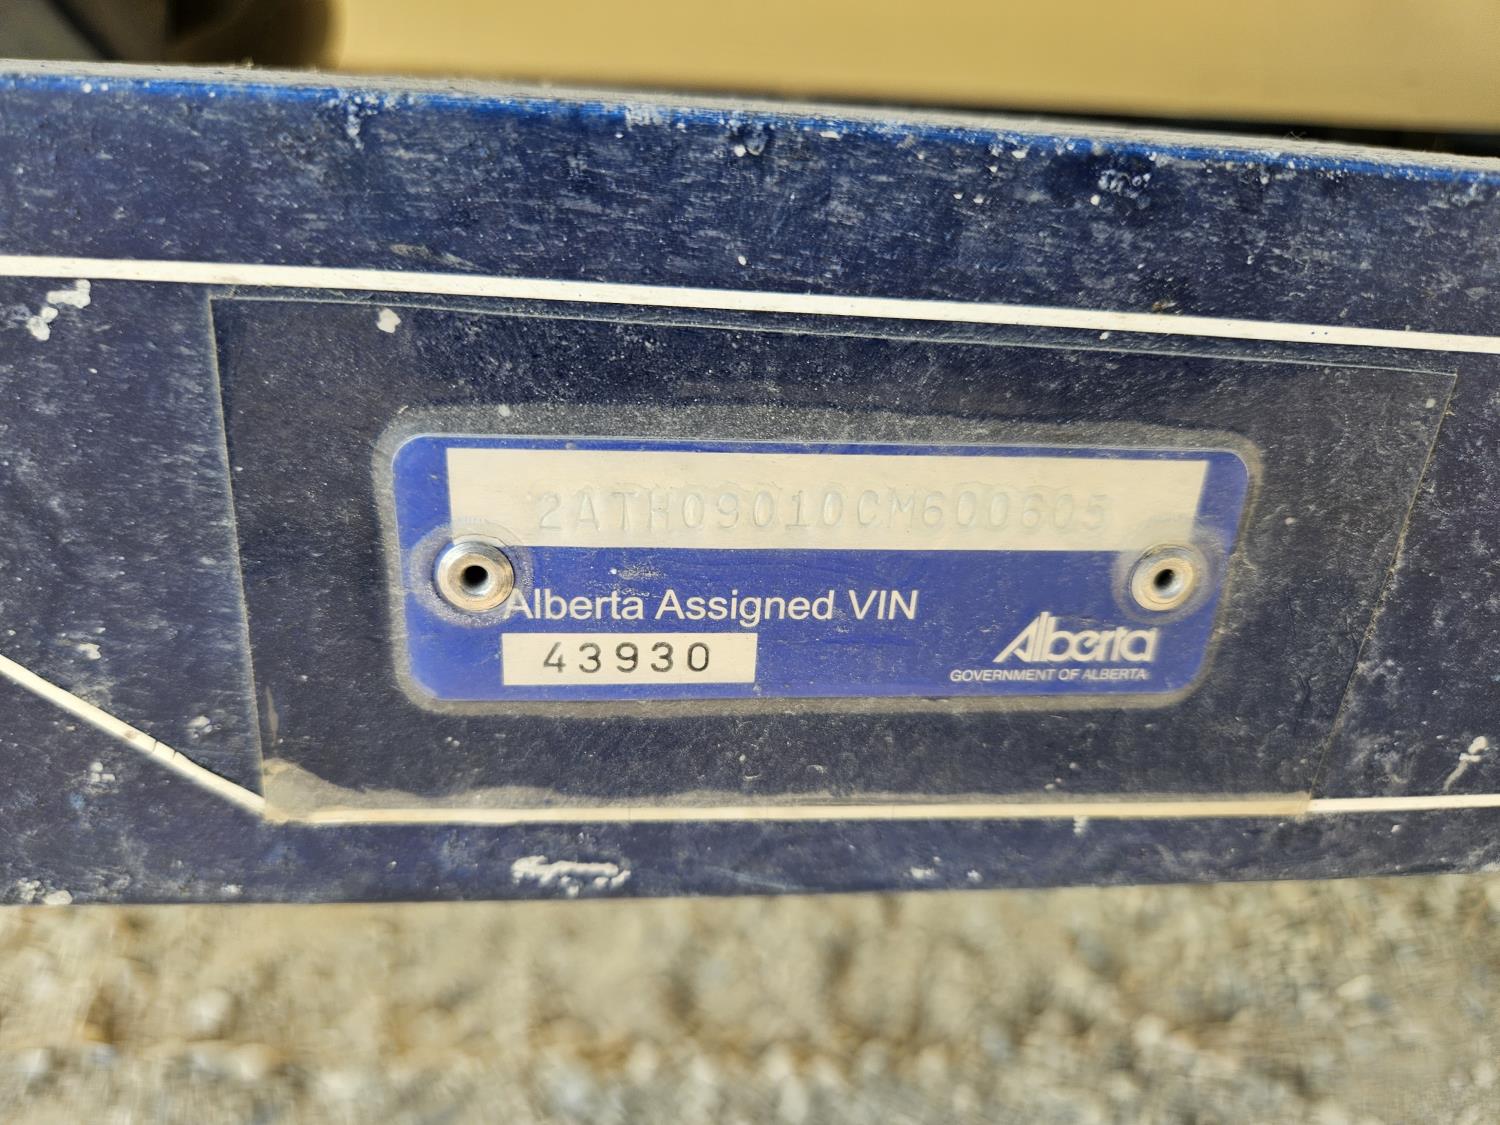 2ATH09010CM600605
Alberta Assigned VIN
43930
Alberta
GOVERNMENT OF ALBERTA